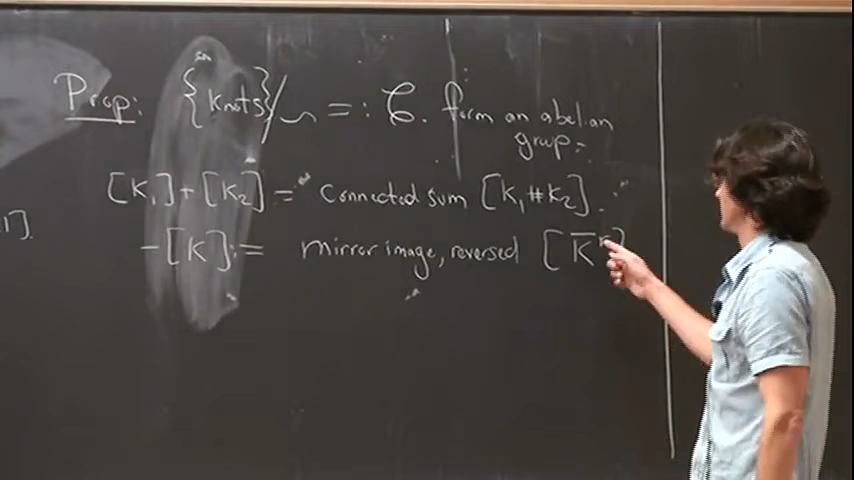 Prop: {Knots}/∼ =: C. form an abelian
group.
[K₁] + [K₂] = connected sum [K₁ # K₂].
1].
-[K] := mirror image, reversed [K̅ʳ]